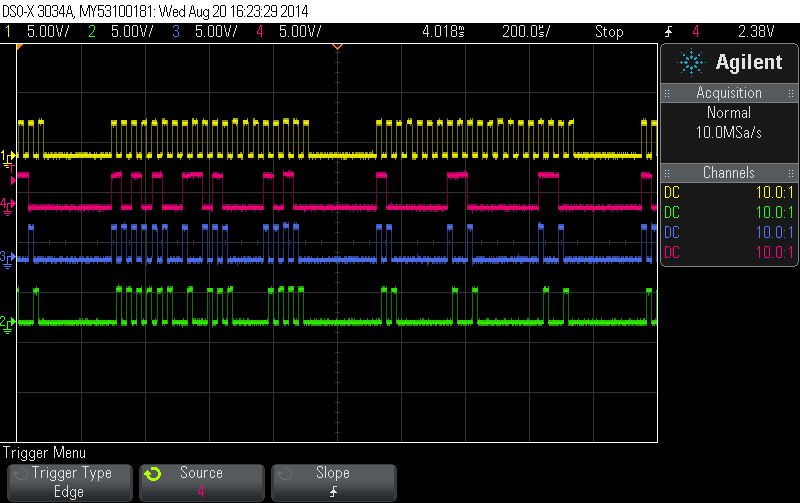 DSO-X 3034A, MY53100181: Wed Aug 20 16:23:29 2014
1 5.00V/ 2 5.00V/ 3 5.00V/ 4 5.00V/ 4.018ms 200.0us/ Stop 4 2.38V
Agilent
Acquisition
Normal
10.0MSa/s
Channels
DC 10.0:1
DC 10.0:1
DC 10.0:1
DC 10.0:1
1
4
3
2
Trigger Menu
Trigger Type
Edge
Source
4
Slope